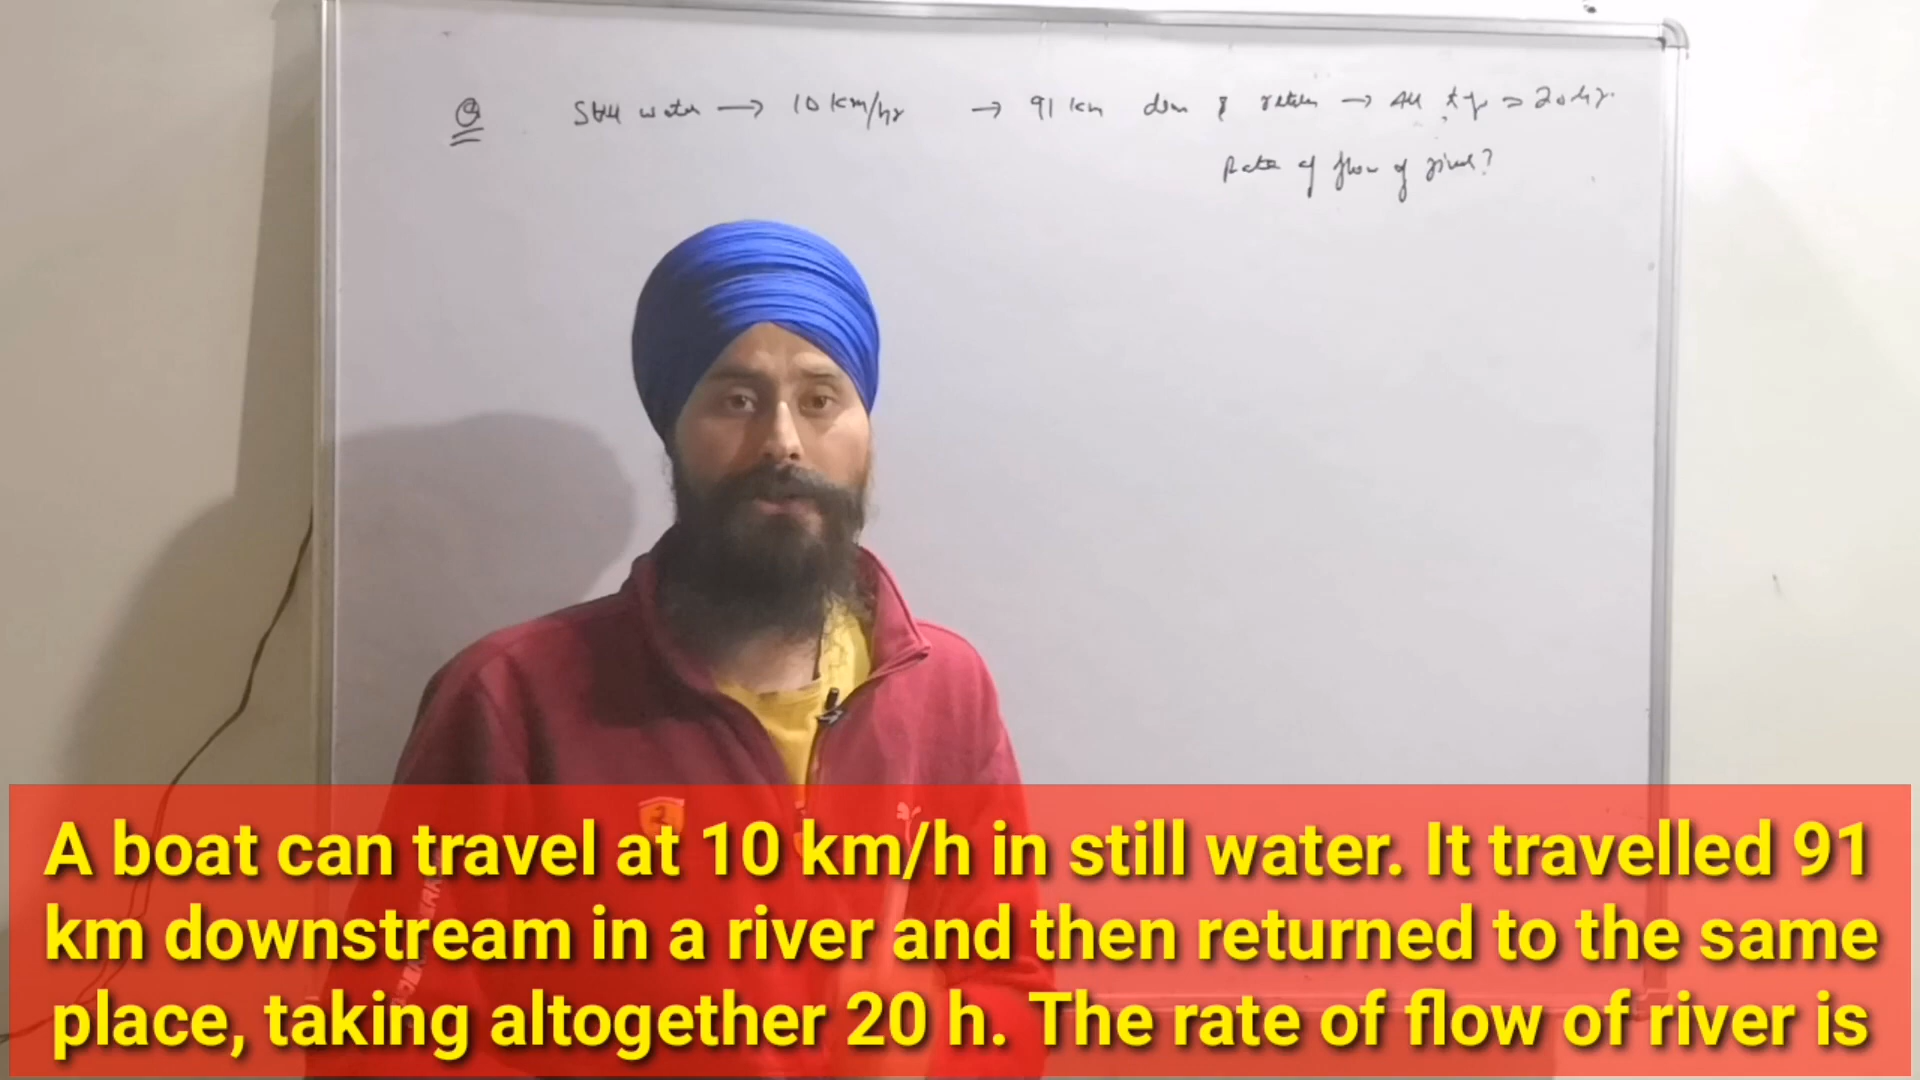 Q Still water → 10 km/hr → 91 km down & return → All tog = 20 hr.
Rate of flow of river?
A boat can travel at 10 km/h in still water. It travelled 91
km downstream in a river and then returned to the same
place, taking altogether 20 h. The rate of flow of river is